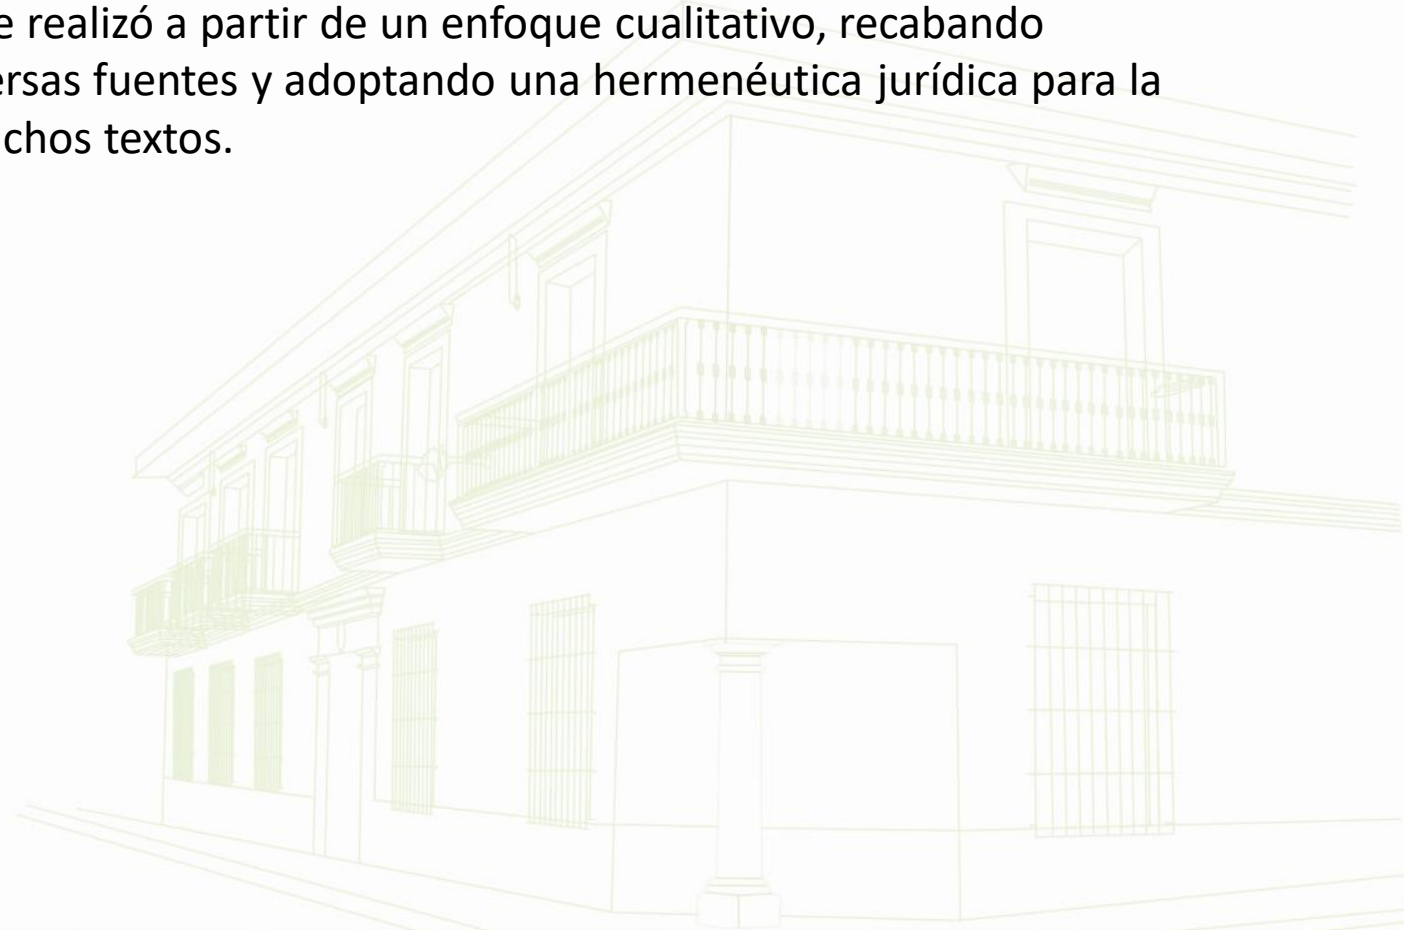 e realizó a partir de un enfoque cualitativo, recabando
ersas fuentes y adoptando una hermenéutica jurídica para la
chos textos.